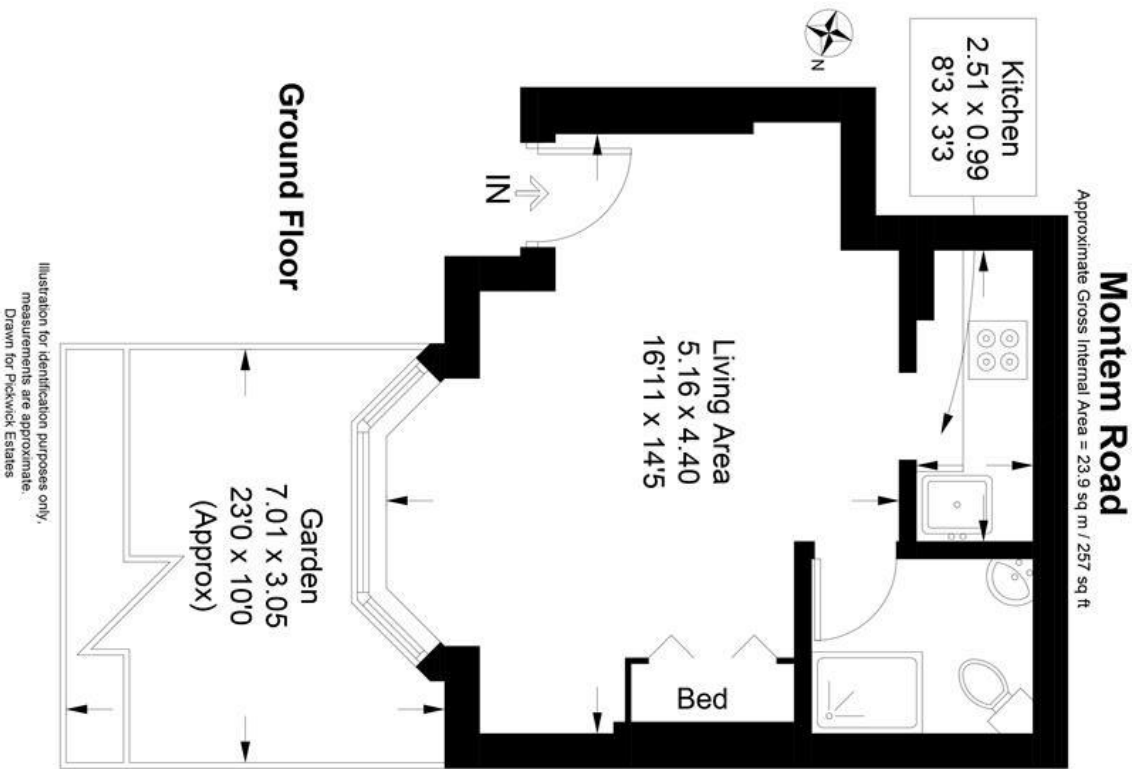 Montem Road
Approximate Gross Internal Area = 23.9 sq m / 257 sq ft
Kitchen
2.51 x 0.99
8'3 x 3'3
N
Living Area
5.16 x 4.40
16'11 x 14'5
IN
Bed
Garden
7.01 x 3.05
23'0 x 10'0
(Approx)
Ground Floor
Illustration for identification purposes only,
measurements are approximate.
Drawn for Pickwick Estates